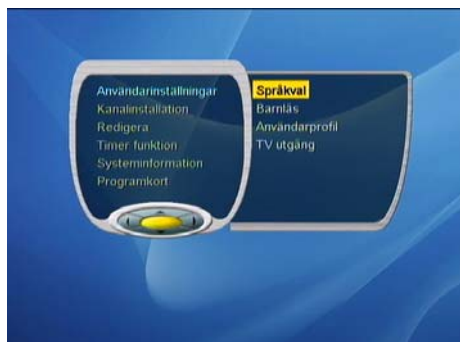 Användarinställningar
Kanalinstallation
Redigera
Timer funktion
Systeminformation
Programkort
Språkval
Barnlås
Användarprofil
TV utgång